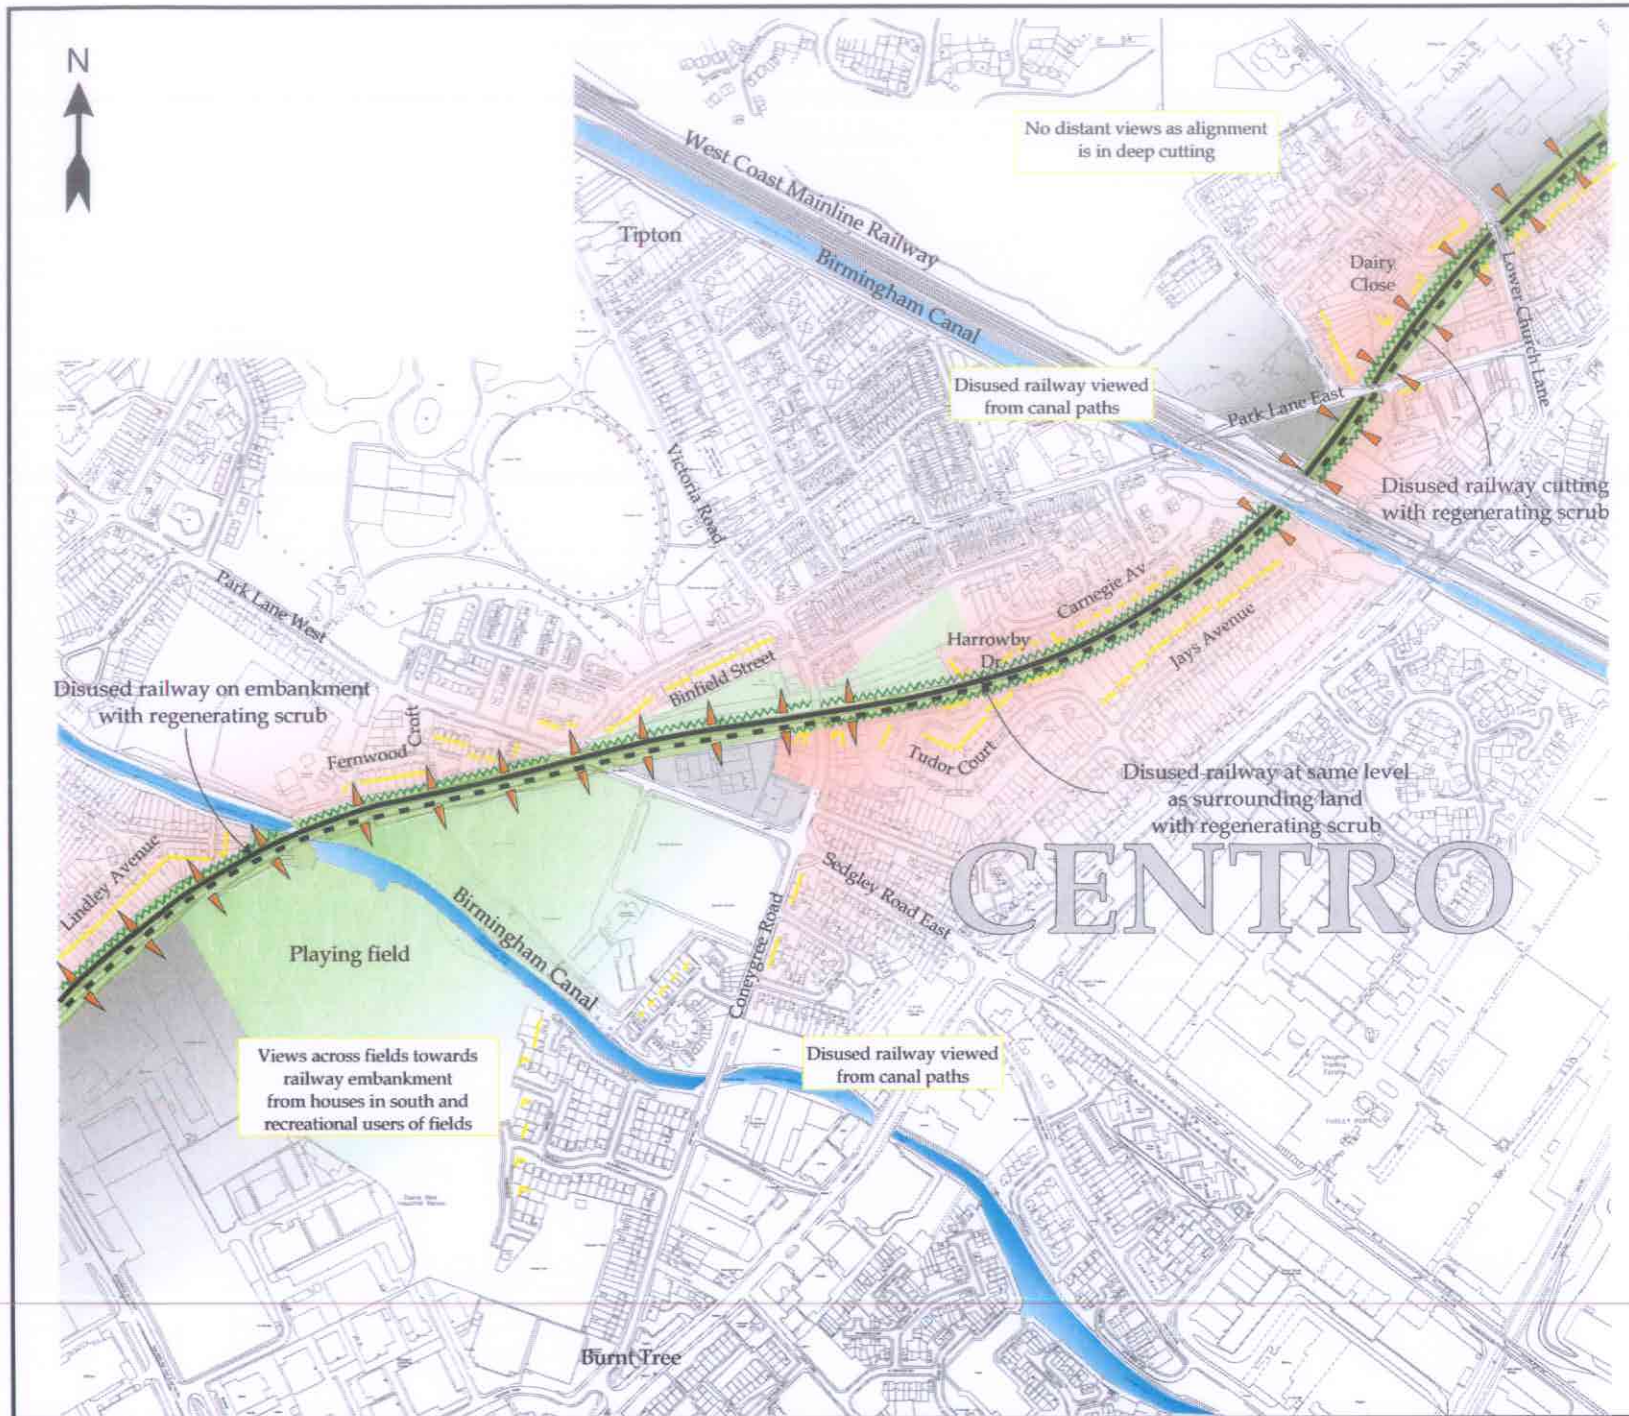 N
No distant views as alignment
is in deep cutting
West Coast Mainline Railway
Tipton
Birmingham Canal
Dairy
Close
Lower Church Lane
Disused railway viewed
from canal paths
Park Lane East
Victoria Road
Disused railway cutting
with regenerating scrub
Park Lane West
Carnegie Av
Harrowby
Dr
Jays Avenue
Binfield Street
Disused railway on embankment
with regenerating scrub
Fernwood Croft
Tudor Court
Disused railway at same level
as surrounding land
with regenerating scrub
Lindley Avenue
Sedgley Road East
CENTRO
Birmingham Canal
Playing field
Coneygree Road
Views across fields towards
railway embankment
from houses in south and
recreational users of fields
Disused railway viewed
from canal paths
Burnt Tree